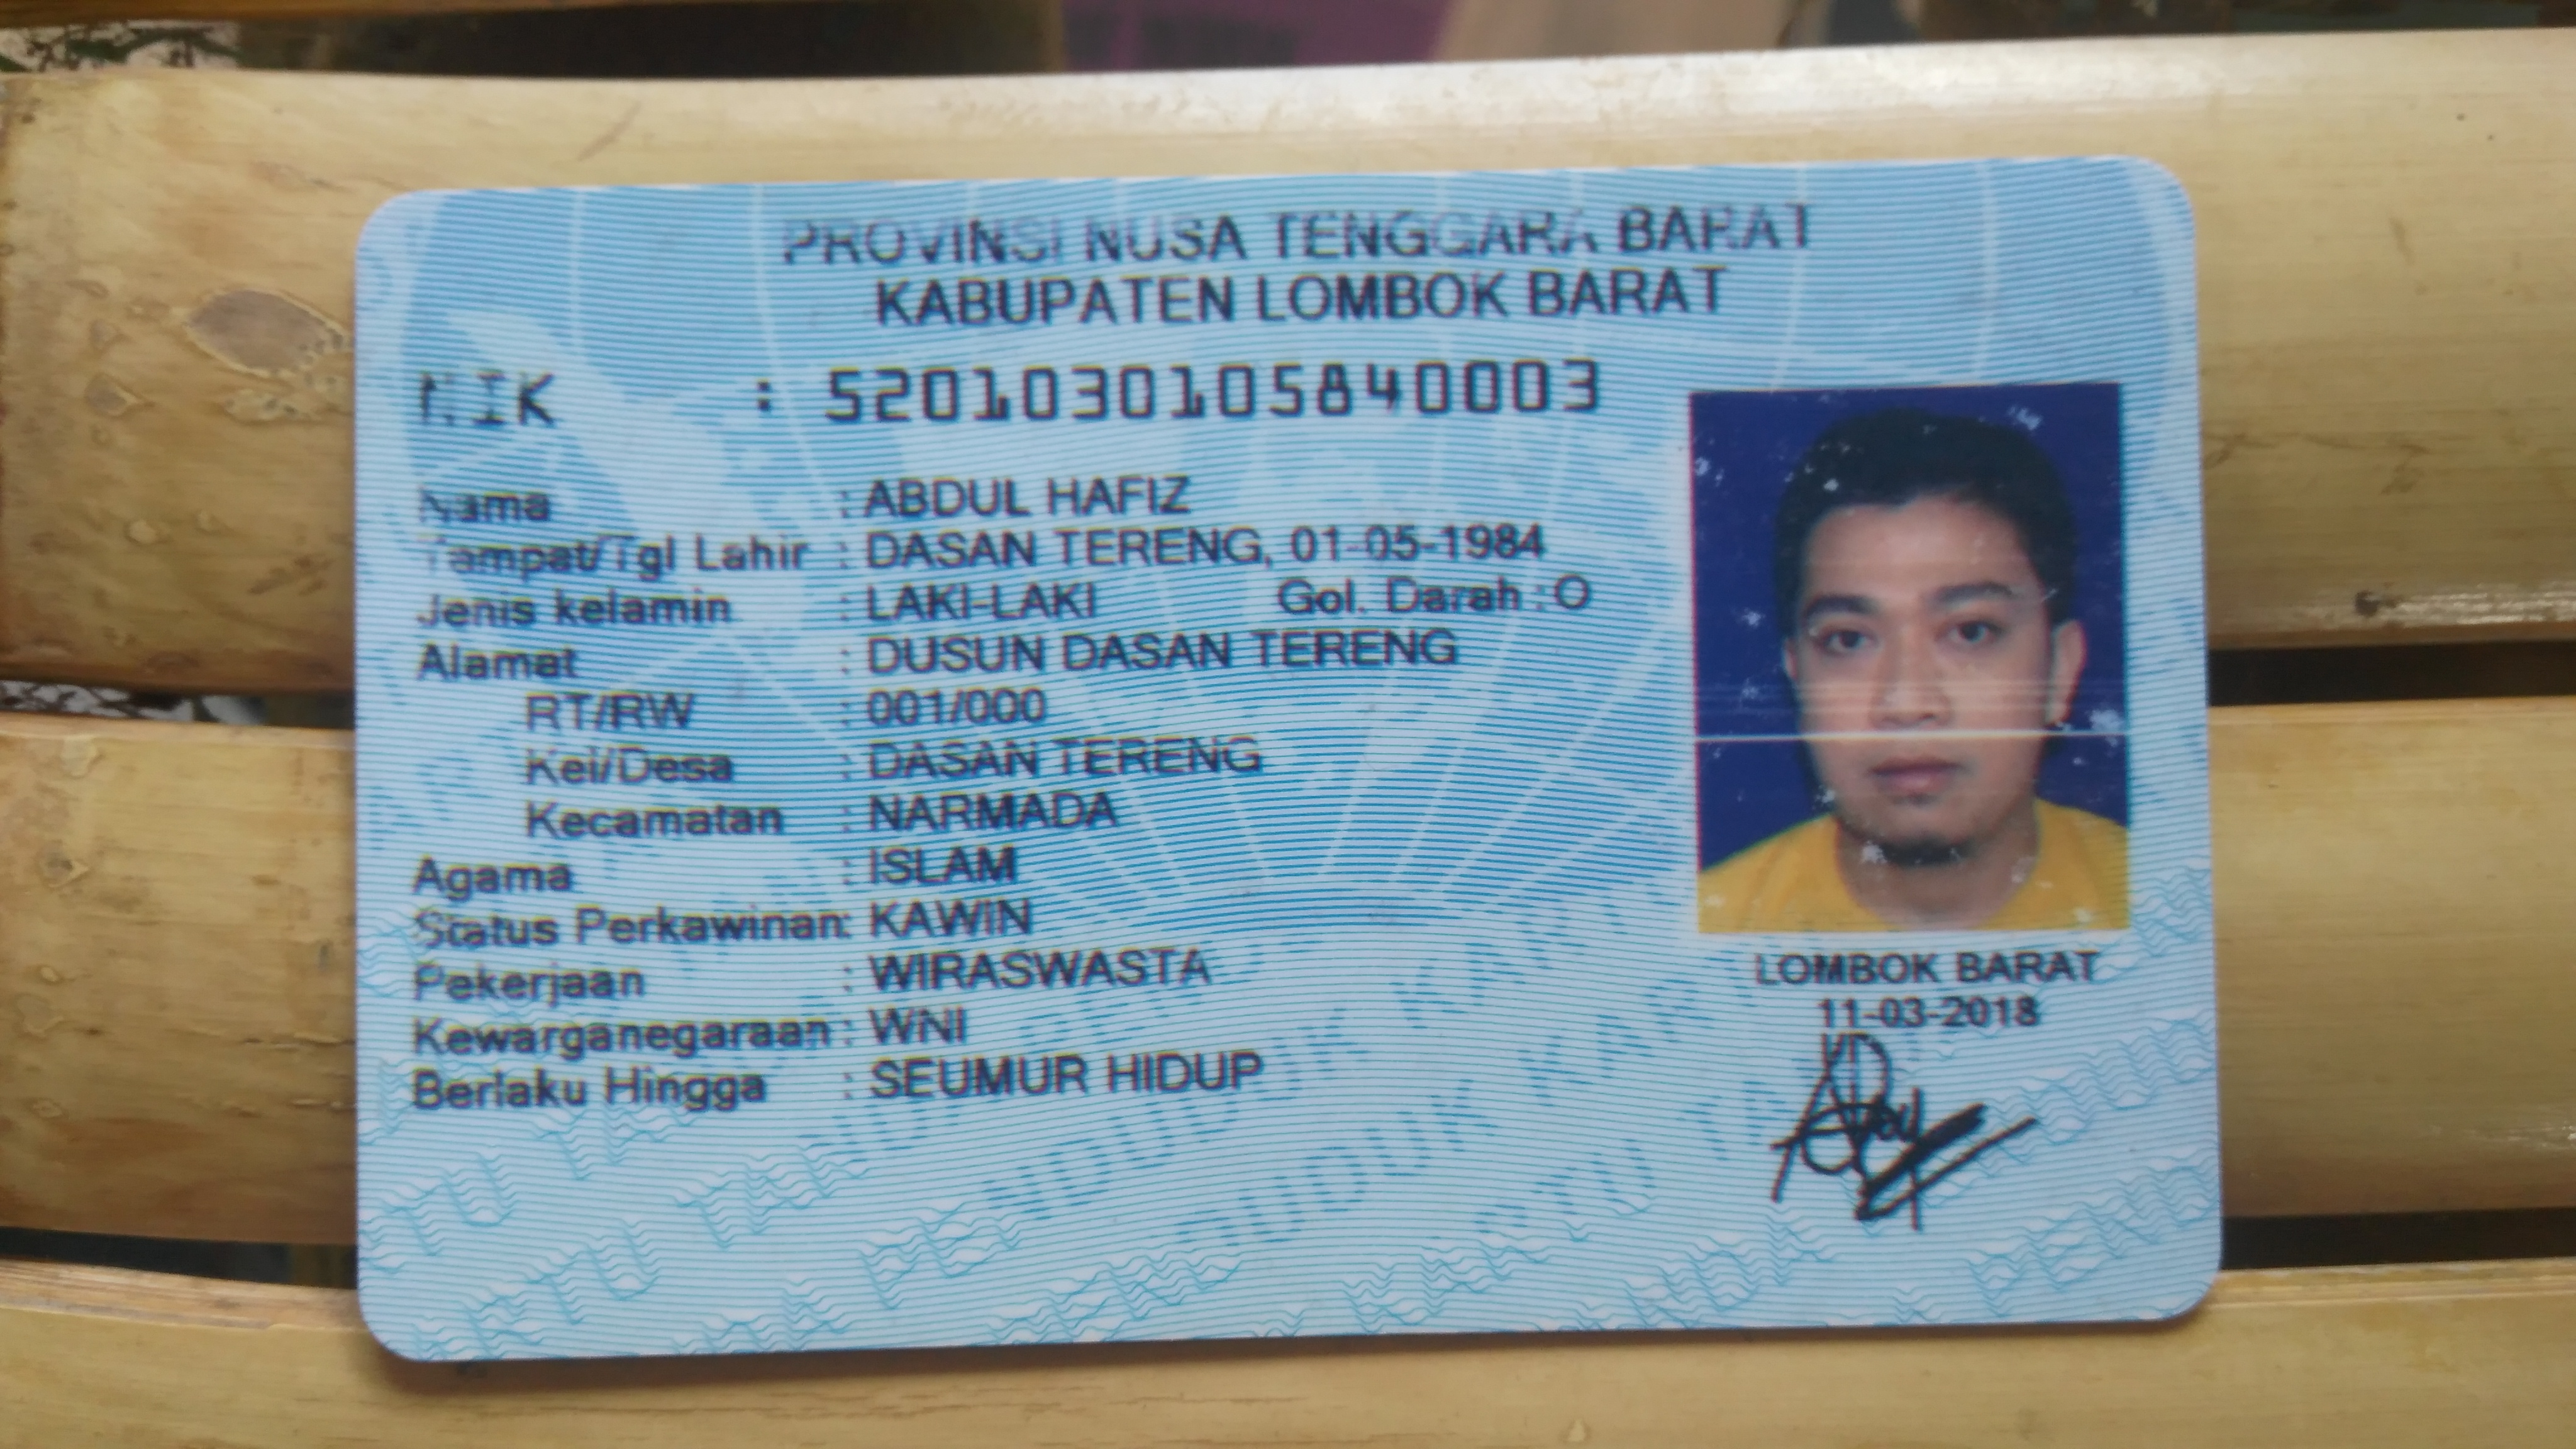 PROVINSI NUSA TENGGARA BARAT
KABUPATEN LOMBOK BARAT
NIK : 5201030105840003
Nama : ABDUL HAFIZ
Tempat/Tgl Lahir : DASAN TERENG, 01-05-1984
Jenis kelamin : LAKI-LAKI Gol. Darah : O
Alamat : DUSUN DASAN TERENG
RT/RW : 001/000
Kel/Desa : DASAN TERENG
Kecamatan : NARMADA
Agama : ISLAM
Status Perkawinan: KAWIN
Pekerjaan : WIRASWASTA
Kewarganegaraan : WNI
Berlaku Hingga : SEUMUR HIDUP
LOMBOK BARAT
11-03-2018